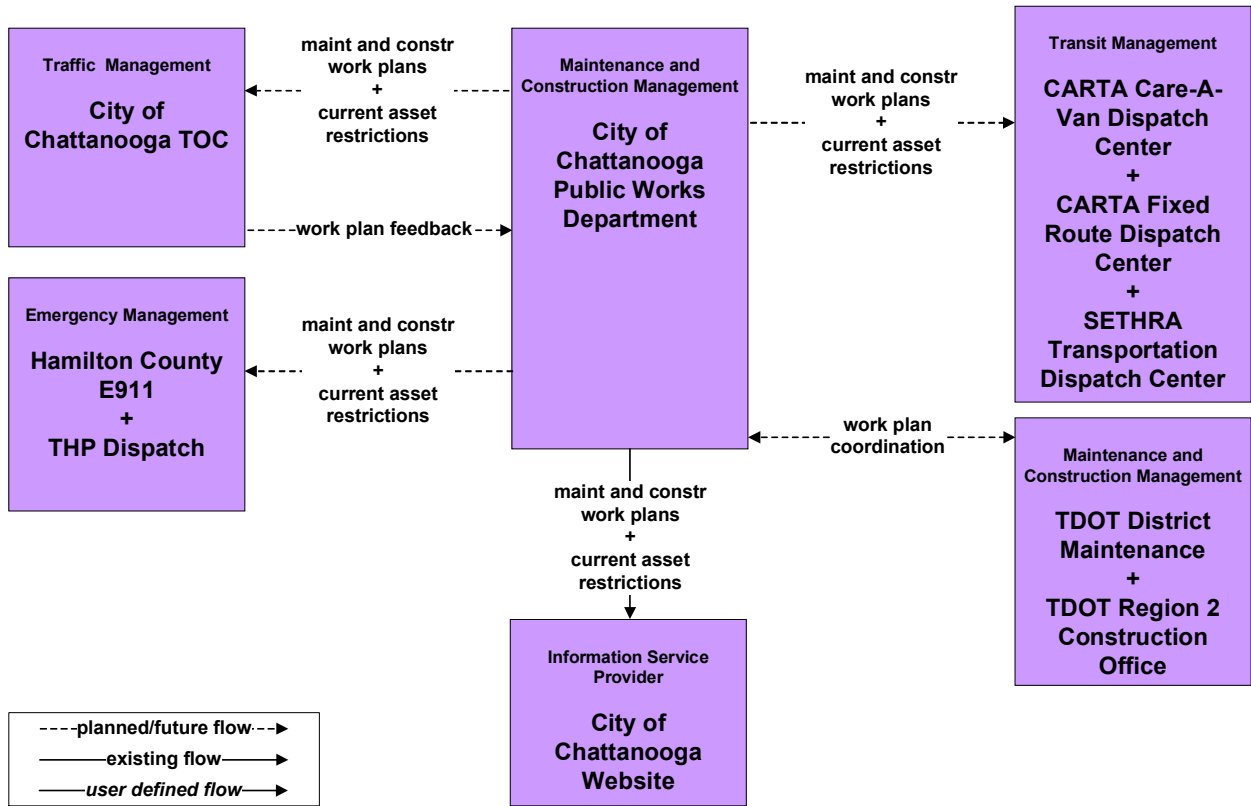 Traffic Management
City of
Chattanooga TOC
maint and constr
work plans
+
current asset
restrictions
work plan feedback
Maintenance and
Construction Management
City of
Chattanooga
Public Works
Department
maint and constr
work plans
+
current asset
restrictions
Transit Management
CARTA Care-A-
Van Dispatch
Center
+
CARTA Fixed
Route Dispatch
Center
+
SETHRA
Transportation
Dispatch Center
Emergency Management
Hamilton County
E911
+
THP Dispatch
maint and constr
work plans
+
current asset
restrictions
work plan
coordination
Maintenance and
Construction Management
TDOT District
Maintenance
+
TDOT Region 2
Construction
Office
maint and constr
work plans
+
current asset
restrictions
Information Service
Provider
City of
Chattanooga
Website
planned/future flow
existing flow
user defined flow